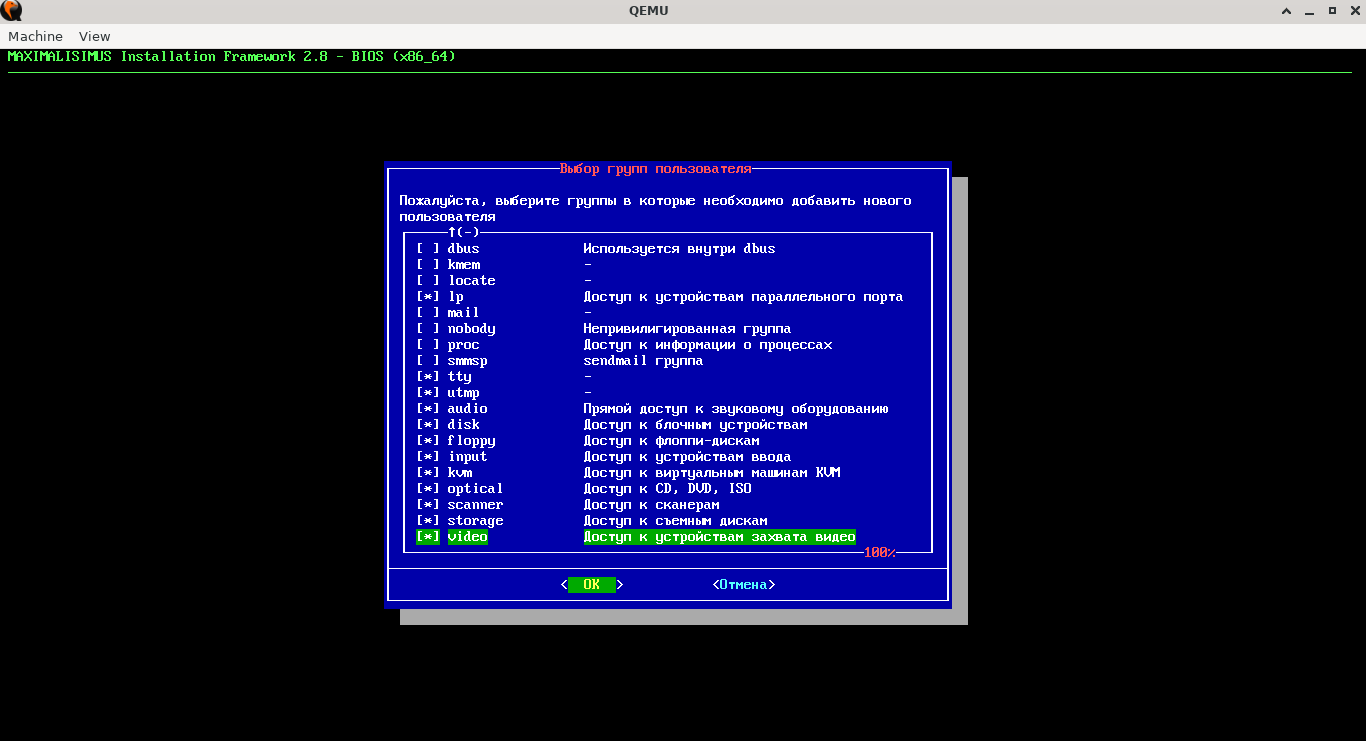 QEMU
Machine View
MAXIMALISIMUS Installation Framework 2.8 - BIOS (x86_64)
Выбор групп пользователя
Пожалуйста, выберите группы в которые необходимо добавить нового
пользователя
↑(-)
[ ] dbus Используется внутри dbus
[ ] kmem -
[ ] locate -
[*] lp Доступ к устройствам параллельного порта
[ ] mail -
[ ] nobody Непривилигированная группа
[ ] proc Доступ к информации о процессах
[ ] smmsp sendmail группа
[*] tty -
[*] utmp -
[*] audio Прямой доступ к звуковому оборудованию
[*] disk Доступ к блочным устройствам
[*] floppy Доступ к флоппи-дискам
[*] input Доступ к устройствам ввода
[*] kvm Доступ к виртуальным машинам KVM
[*] optical Доступ к CD, DVD, ISO
[*] scanner Доступ к сканерам
[*] storage Доступ к съемным дискам
[*] video Доступ к устройствам захвата видео
100%
< OK > <Отмена>